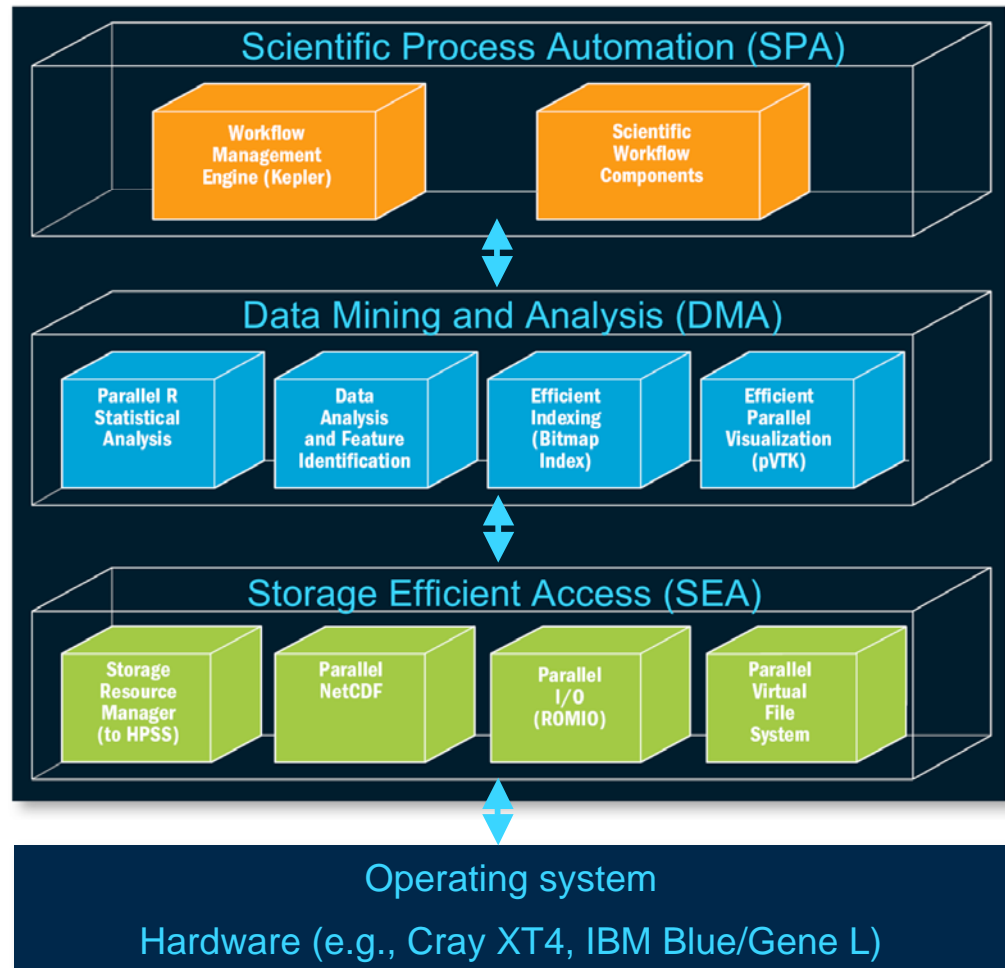 Scientific Process Automation (SPA)
Workflow
Management
Engine (Kepler)
Scientific
Workflow
Components
Data Mining and Analysis (DMA)
Parallel R
Statistical
Analysis
Data
Analysis
and Feature
Identification
Efficient
Indexing
(Bitmap
Index)
Efficient
Parallel
Visualization
(pVTK)
Storage Efficient Access (SEA)
Storage
Resource
Manager
(to HPSS)
Parallel
NetCDF
Parallel
I/O
(ROMIO)
Parallel
Virtual
File
System
Operating system
Hardware (e.g., Cray XT4, IBM Blue/Gene L)